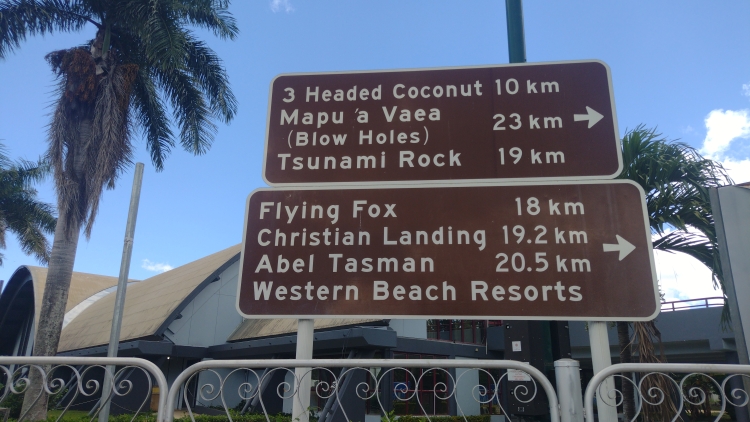 3 Headed Coconut 10 km
Mapu 'a Vaea
(Blow Holes) 23 km
Tsunami Rock 19 km
Flying Fox 18 km
Christian Landing 19.2 km
Abel Tasman 20.5 km
Western Beach Resorts